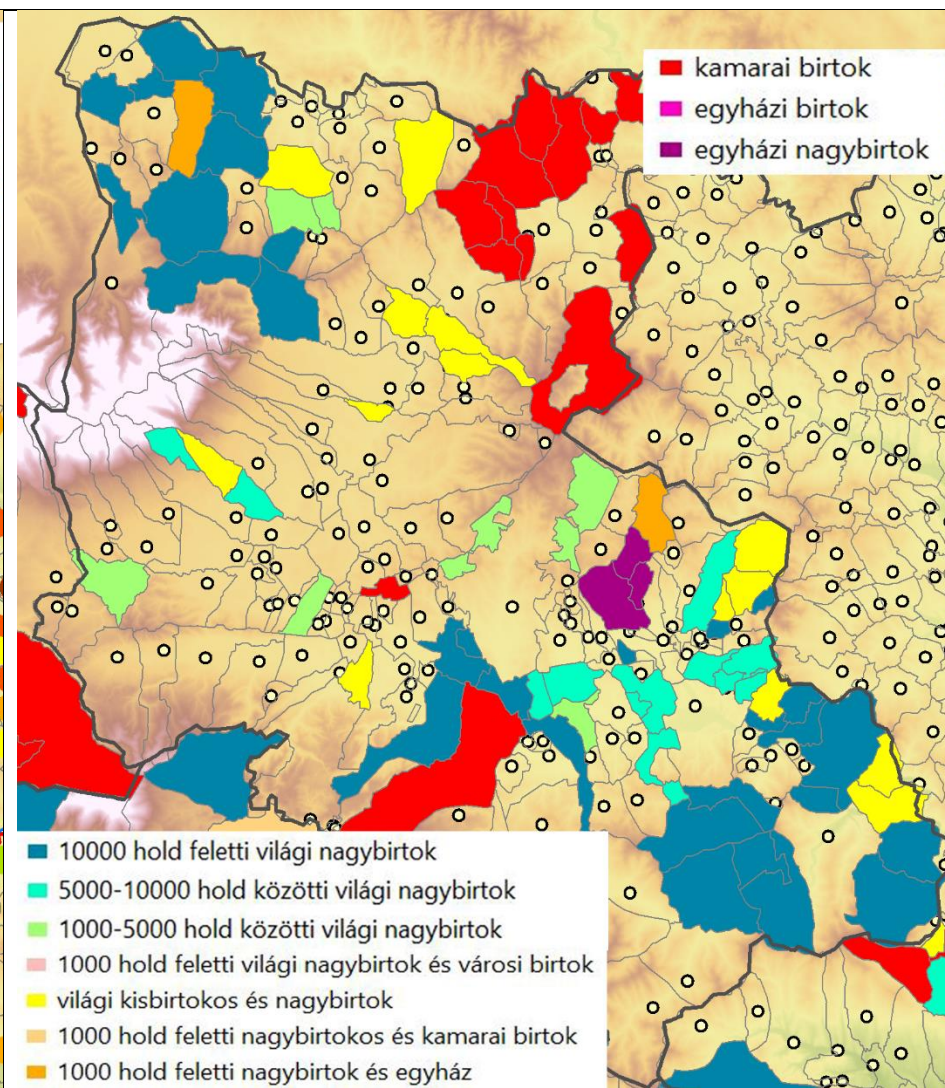 kamarai birtok
egyházi birtok
egyházi nagybirtok
10000 hold feletti világi nagybirtok
5000-10000 hold közötti világi nagybirtok
1000-5000 hold közötti világi nagybirtok
1000 hold feletti világi nagybirtok és városi birtok
világi kisbirtokos és nagybirtok
1000 hold feletti nagybirtokos és kamarai birtok
1000 hold feletti nagybirtok és egyház